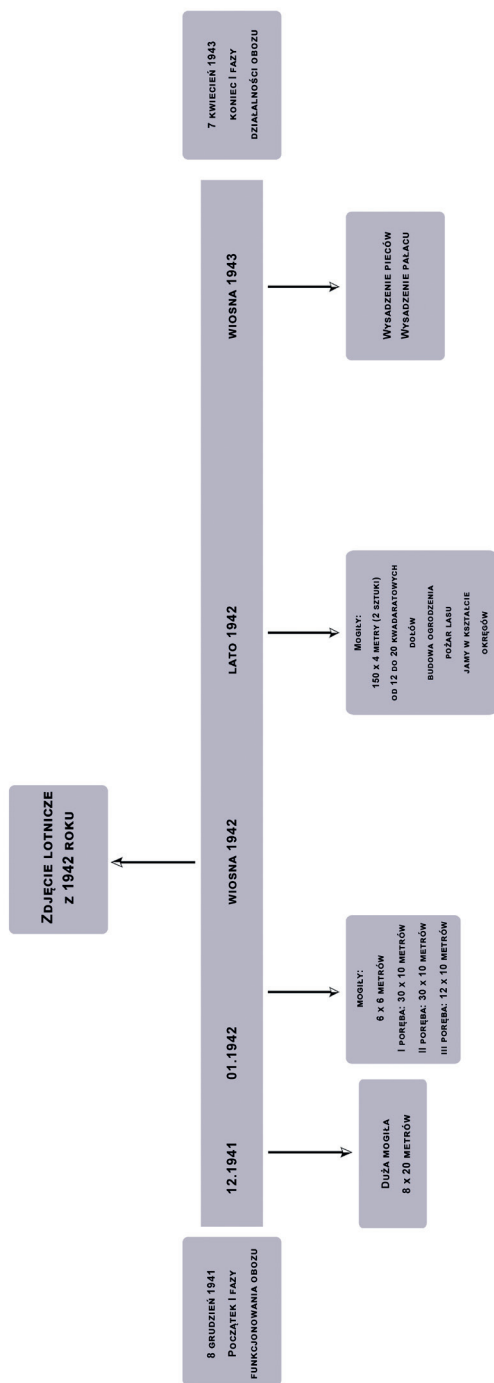 8 GRUDZIEŃ 1941
POCZĄTEK I FAZY
FUNKCJONOWANIA OBOZU
12.1941
01.1942
WIOSNA 1942
LATO 1942
WIOSNA 1943
7 KWIECIEŃ 1943
KONIEC I FAZY
DZIAŁALNOŚCI OBOZU
ZDJĘCIE LOTNICZE
Z 1942 ROKU
DUŻA MOGIŁA
8 X 20 METRÓW
MOGIŁY:
6 X 6 METRÓW
I PORĘBA: 30 X 10 METRÓW
II PORĘBA: 30 X 10 METRÓW
III PORĘBA: 12 X 10 METRÓW
MOGIŁY:
150 X 4 METRY (2 SZTUKI)
OD 12 DO 20 KWADARATOWYCH
DOŁÓW
BUDOWA OGRODZENIA
POŻAR LASU
JAMY W KSZTAŁCIE
OKRĘGÓW
WYSADZENIE PIECÓW
WYSADZENIE PAŁACU